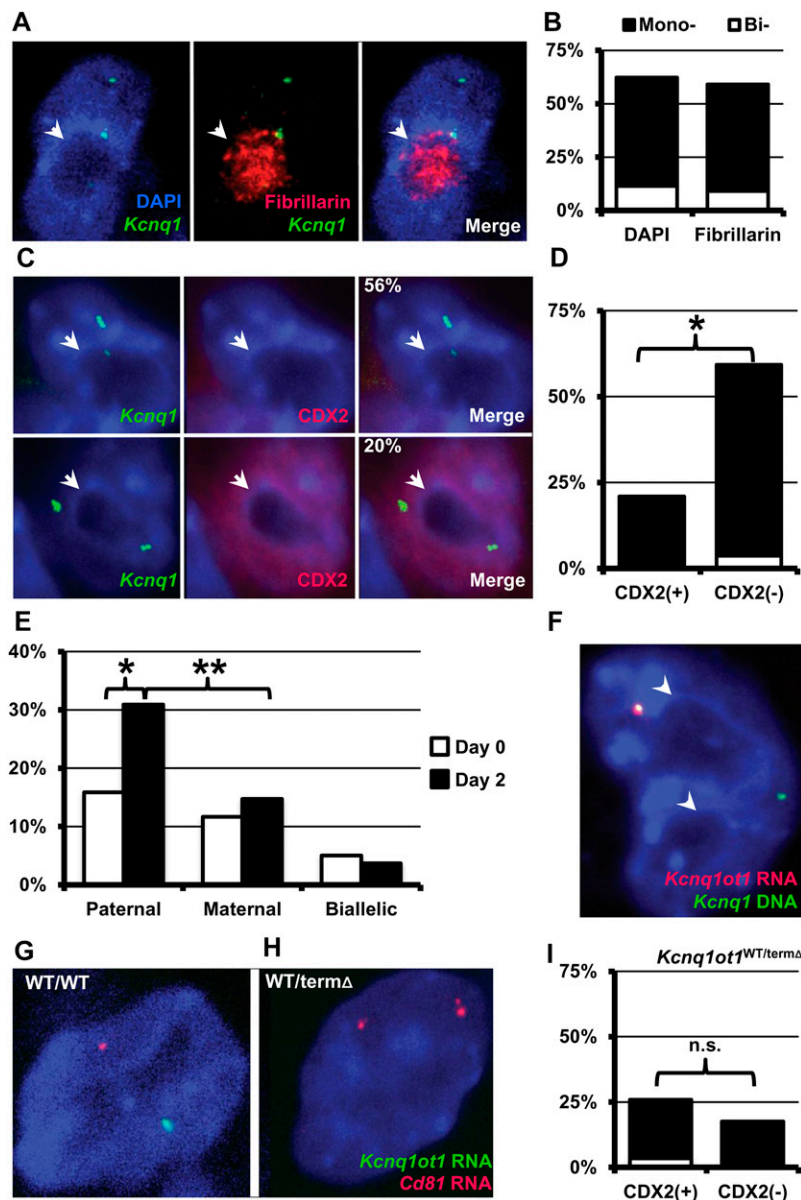 A
DAPI
Kcnq1
Fibrillarin
Kcnq1
Merge
B
Mono- Bi-
75%
50%
25%
0%
DAPI Fibrillarin
C
Kcnq1
CDX2
56%
Merge
Kcnq1
CDX2
20%
Merge
D
75%
*
50%
25%
0%
CDX2(+) CDX2(-)
E
40%
* **
30%
20%
10%
0%
Day 0
Day 2
Paternal Maternal Biallelic
F
Kcnq1ot1 RNA
Kcnq1 DNA
G
WT/WT
H
WT/termΔ
Kcnq1ot1 RNA
Cd81 RNA
I
Kcnq1ot1WT/termΔ
75%
50%
n.s.
25%
0%
CDX2(+) CDX2(-)